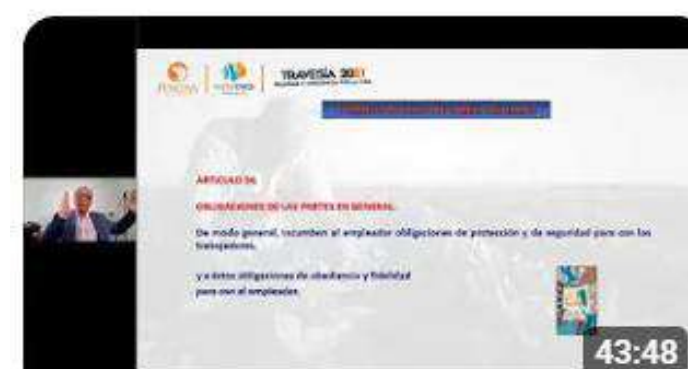 TRAVESÍA 20
ARTICULO 56
OBLIGACIONES DE LAS PARTES EN GENERAL.
De modo general, incumben al empleador obligaciones de protección y de seguridad para con los
trabajadores,
y a éstos obligaciones de obediencia y fidelidad
para con el empleador.
43:48